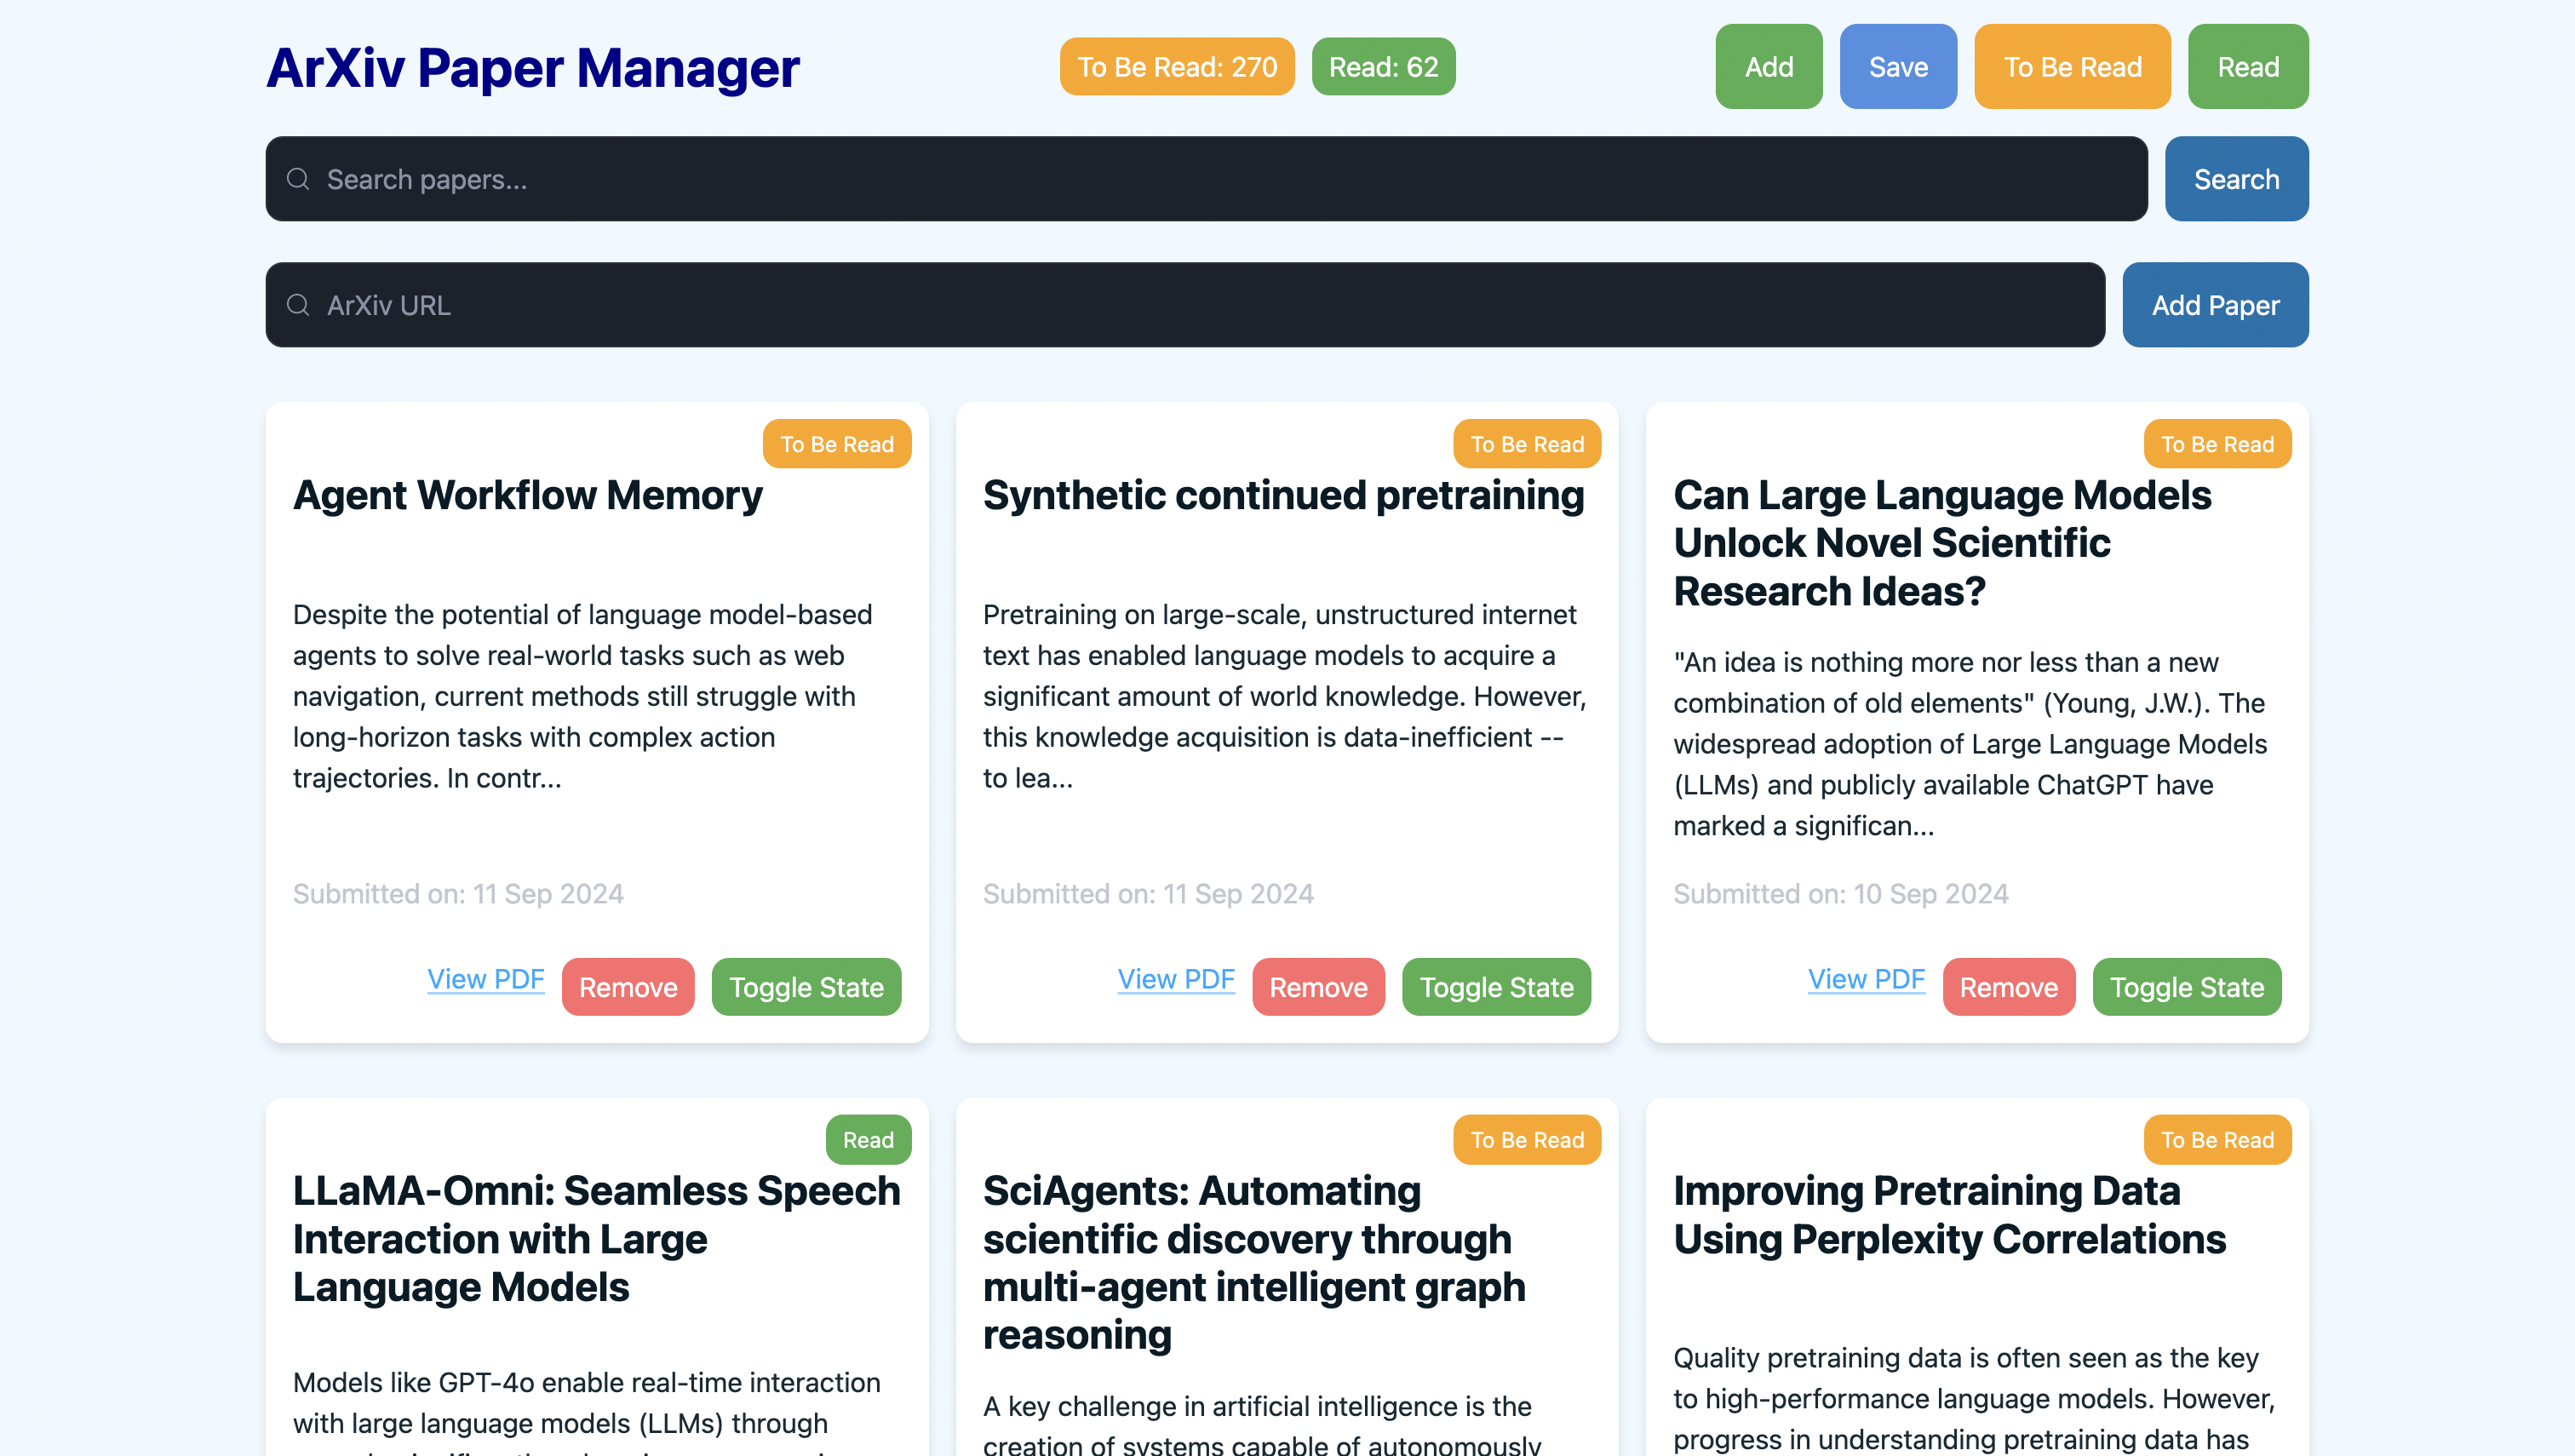 ArXiv Paper Manager
To Be Read: 270
Read: 62
Add
Save
To Be Read
Read
Search papers...
Search
ArXiv URL
Add Paper
To Be Read
Agent Workflow Memory
Despite the potential of language model-based
agents to solve real-world tasks such as web
navigation, current methods still struggle with
long-horizon tasks with complex action
trajectories. In contr...
Submitted on: 11 Sep 2024
View PDF
Remove
Toggle State
To Be Read
Synthetic continued pretraining
Pretraining on large-scale, unstructured internet
text has enabled language models to acquire a
significant amount of world knowledge. However,
this knowledge acquisition is data-inefficient --
to lea...
Submitted on: 11 Sep 2024
View PDF
Remove
Toggle State
To Be Read
Can Large Language Models
Unlock Novel Scientific
Research Ideas?
"An idea is nothing more nor less than a new
combination of old elements" (Young, J.W.). The
widespread adoption of Large Language Models
(LLMs) and publicly available ChatGPT have
marked a significan...
Submitted on: 10 Sep 2024
View PDF
Remove
Toggle State
Read
LLaMA-Omni: Seamless Speech
Interaction with Large
Language Models
Models like GPT-4o enable real-time interaction
with large language models (LLMs) through
To Be Read
SciAgents: Automating
scientific discovery through
multi-agent intelligent graph
reasoning
A key challenge in artificial intelligence is the
creation of systems capable of autonomously
To Be Read
Improving Pretraining Data
Using Perplexity Correlations
Quality pretraining data is often seen as the key
to high-performance language models. However,
progress in understanding pretraining data has